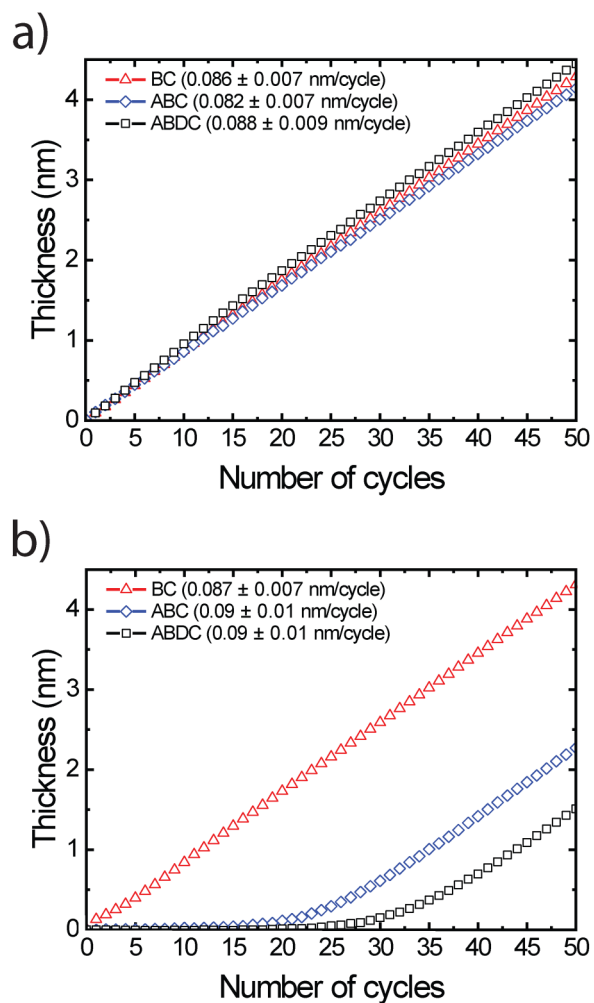 a)
BC (0.086 ± 0.007 nm/cycle)
ABC (0.082 ± 0.007 nm/cycle)
ABDC (0.088 ± 0.009 nm/cycle)
Thickness (nm)
4
3
2
1
0
0 5 10 15 20 25 30 35 40 45 50
Number of cycles
b)
BC (0.087 ± 0.007 nm/cycle)
ABC (0.09 ± 0.01 nm/cycle)
ABDC (0.09 ± 0.01 nm/cycle)
Thickness (nm)
4
3
2
1
0
0 5 10 15 20 25 30 35 40 45 50
Number of cycles